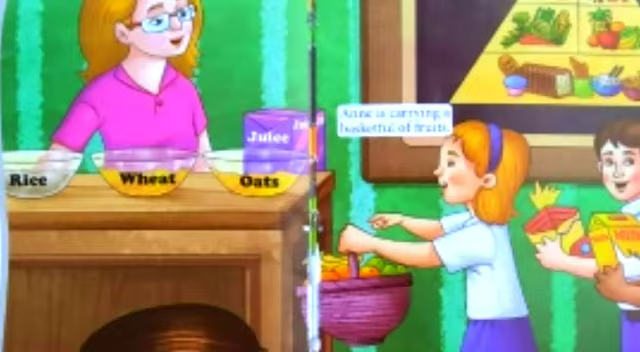 Juice
Rice
Wheat
Oats
Anne is carrying a
basketful of fruits.